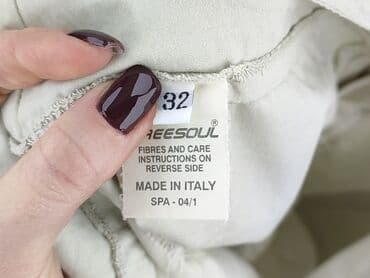 32
REESOUL®
FIBRES AND CARE
INSTRUCTIONS ON
REVERSE SIDE
MADE IN ITALY
SPA - 04/1